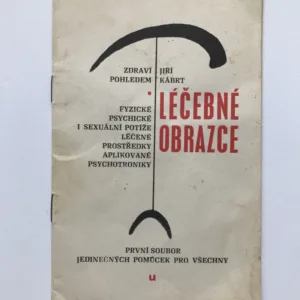 ZDRAVÍ
POHLEDEM
JIŘÍ
KÁBRT
LÉČEBNÉ
OBRAZCE
FYZICKÉ
PSYCHICKÉ
I SEXUÁLNÍ POTÍŽE
LÉČENÉ
PROSTŘEDKY
APLIKOVANÉ
PSYCHOTRONIKY
PRVNÍ SOUBOR
JEDINEČNÝCH POMŮCEK PRO VŠECHNY
u